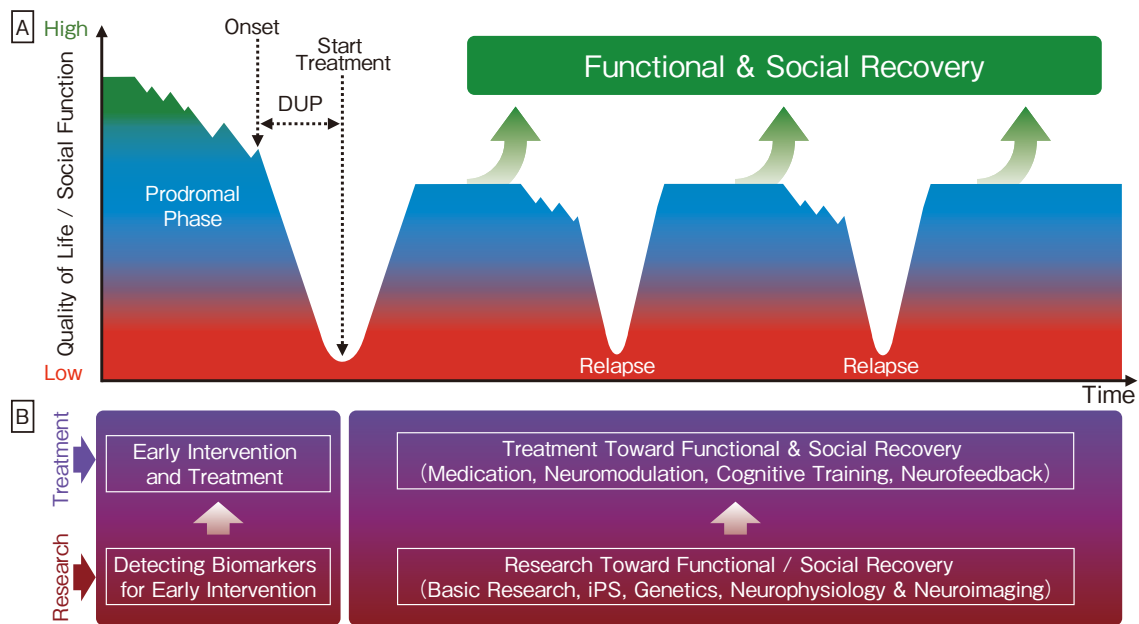 A
High
Onset
Start
Treatment
DUP
Functional & Social Recovery
Quality of Life / Social Function
Prodromal
Phase
Relapse
Relapse
Low
Time
B
Treatment
Early Intervention
and Treatment
Treatment Toward Functional & Social Recovery
(Medication, Neuromodulation, Cognitive Training, Neurofeedback)
Research
Detecting Biomarkers
for Early Intervention
Research Toward Functional / Social Recovery
(Basic Research, iPS, Genetics, Neurophysiology & Neuroimaging)